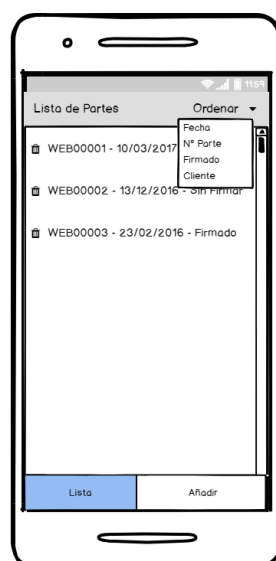 11:59
Lista de Partes Ordenar
Fecha
Nº Parte
Firmado
Cliente
WEB00001 - 10/03/2017
WEB00002 - 13/12/2016 - Sin Firmar
WEB00003 - 23/02/2016 - Firmado
Lista Añadir